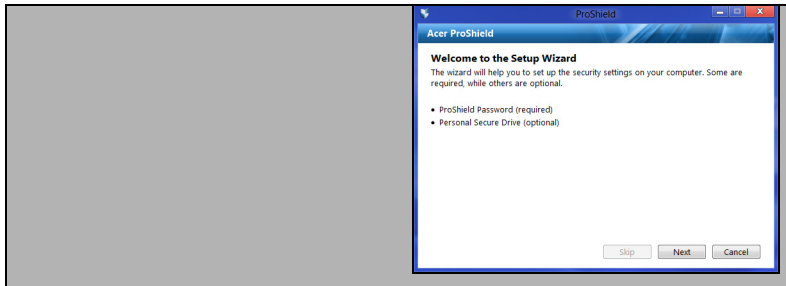 ProShield
Acer ProShield
Welcome to the Setup Wizard
The wizard will help you to set up the security settings on your computer. Some are
required, while others are optional.
• ProShield Password (required)
• Personal Secure Drive (optional)
Skip Next Cancel